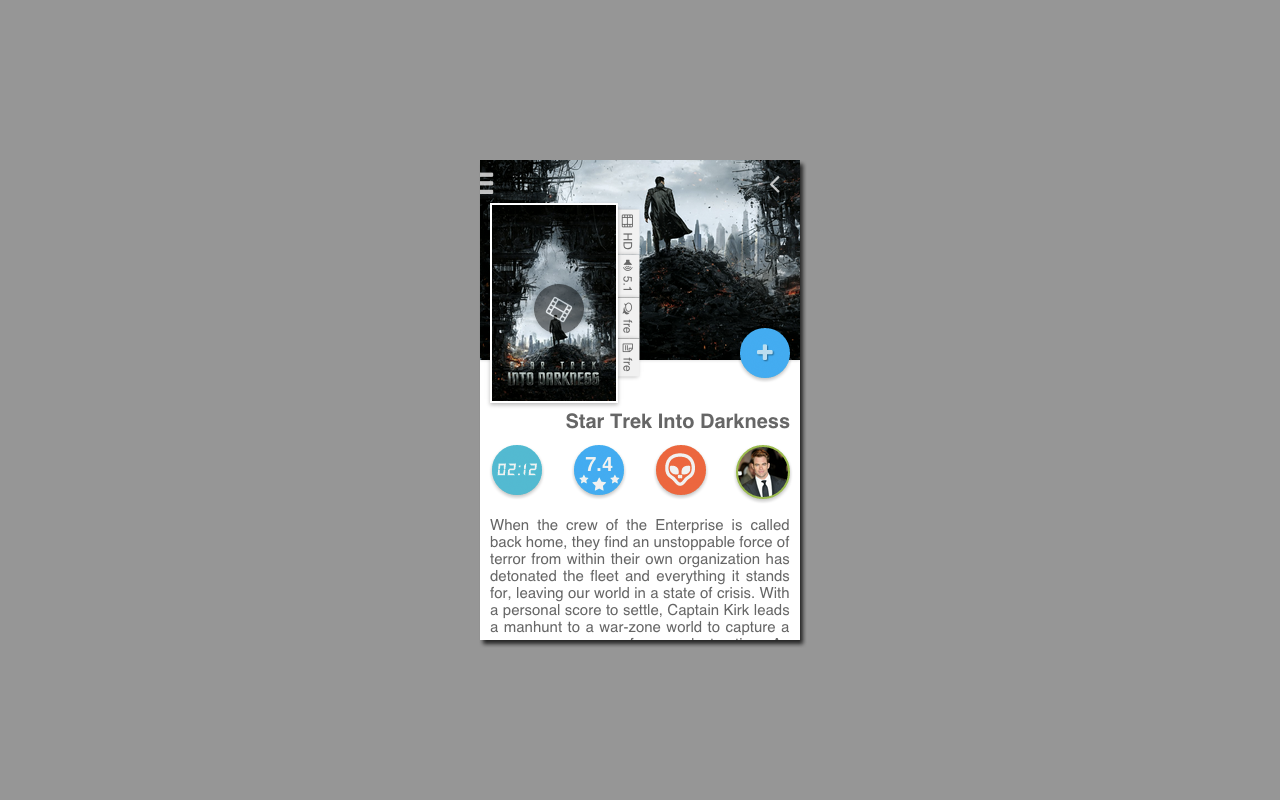 HD
5.1
fre
fre
INTO DARKNESS
Star Trek Into Darkness
02:12
7.4
When the crew of the Enterprise is called
back home, they find an unstoppable force of
terror from within their own organization has
detonated the fleet and everything it stands
for, leaving our world in a state of crisis. With
a personal score to settle, Captain Kirk leads
a manhunt to a war-zone world to capture a